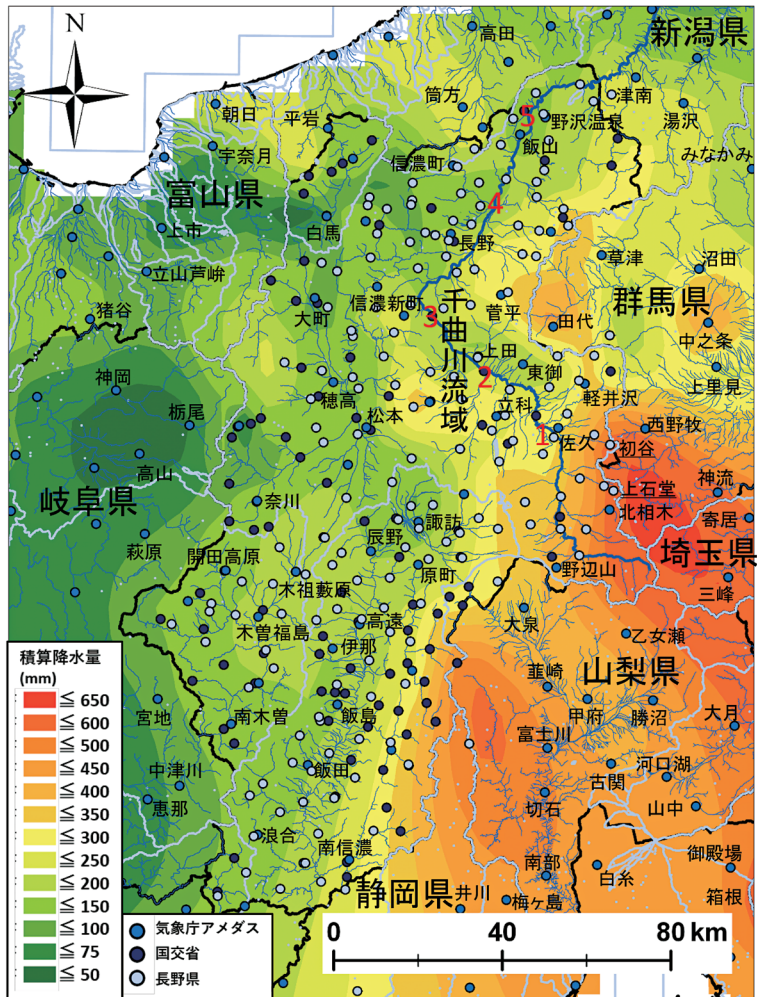 N
新潟県
高田
筒方
津南
朝日
平岩
5
野沢温泉
湯沢
飯山
宇奈月
信濃町
みなかみ
富山県
4
上市
白馬
長野
草津
沼田
立山芦峅
千曲川流域
信濃新町
菅平
群馬県
猪谷
大町
3
田代
中之条
上田
神岡
2
東御
上里見
穂高
軽井沢
栃尾
松本
立科
1
佐久
西野牧
初谷
高山
神流
上石堂
岐阜県
奈川
諏訪
北相木
寄居
辰野
萩原
開田高原
原町
野辺山
埼玉県
木祖藪原
三峰
高遠
大泉
木曽福島
乙女瀬
伊那
韮崎
山梨県
積算降水量
(mm)
≦ 650
≦ 600
≦ 500
≦ 450
≦ 400
≦ 350
≦ 300
≦ 250
≦ 200
≦ 150
≦ 100
≦ 75
≦ 50
宮地
南木曽
飯島
甲府
勝沼
大月
富士川
中津川
飯田
古関
河口湖
恵那
切石
山中
浪合
南信濃
南部
御殿場
白糸
静岡県
井川
梅ヶ島
箱根
気象庁アメダス
国交省
長野県
0 40 80 km